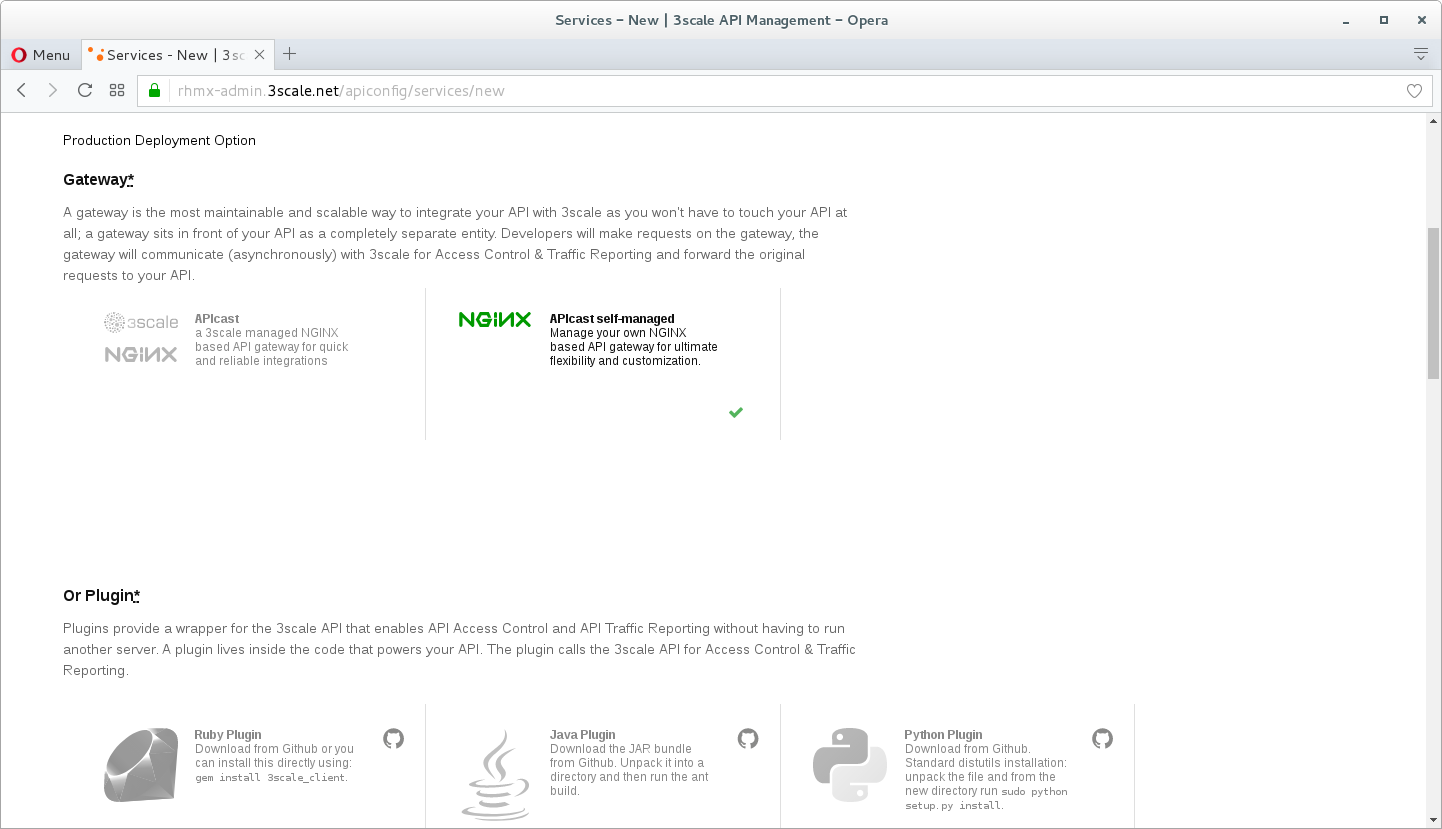 Services – New | 3scale API Management – Opera
Menu
Services - New | 3sc
rhmx-admin.3scale.net/apiconfig/services/new
Production Deployment Option
Gateway*
A gateway is the most maintainable and scalable way to integrate your API with 3scale as you won't have to touch your API at
all; a gateway sits in front of your API as a completely separate entity. Developers will make requests on the gateway, the
gateway will communicate (asynchronously) with 3scale for Access Control & Traffic Reporting and forward the original
requests to your API.
3scale
NGINX
APIcast
a 3scale managed NGINX
based API gateway for quick
and reliable integrations
NGINX
APIcast self-managed
Manage your own NGINX
based API gateway for ultimate
flexibility and customization.
Or Plugin*
Plugins provide a wrapper for the 3scale API that enables API Access Control and API Traffic Reporting without having to run
another server. A plugin lives inside the code that powers your API. The plugin calls the 3scale API for Access Control & Traffic
Reporting.
Ruby Plugin
Download from Github or you
can install this directly using:
gem install 3scale_client.
Java Plugin
Download the JAR bundle
from Github. Unpack it into a
directory and then run the ant
build.
Python Plugin
Download from Github.
Standard distutils installation:
unpack the file and from the
new directory run sudo python
setup.py install.